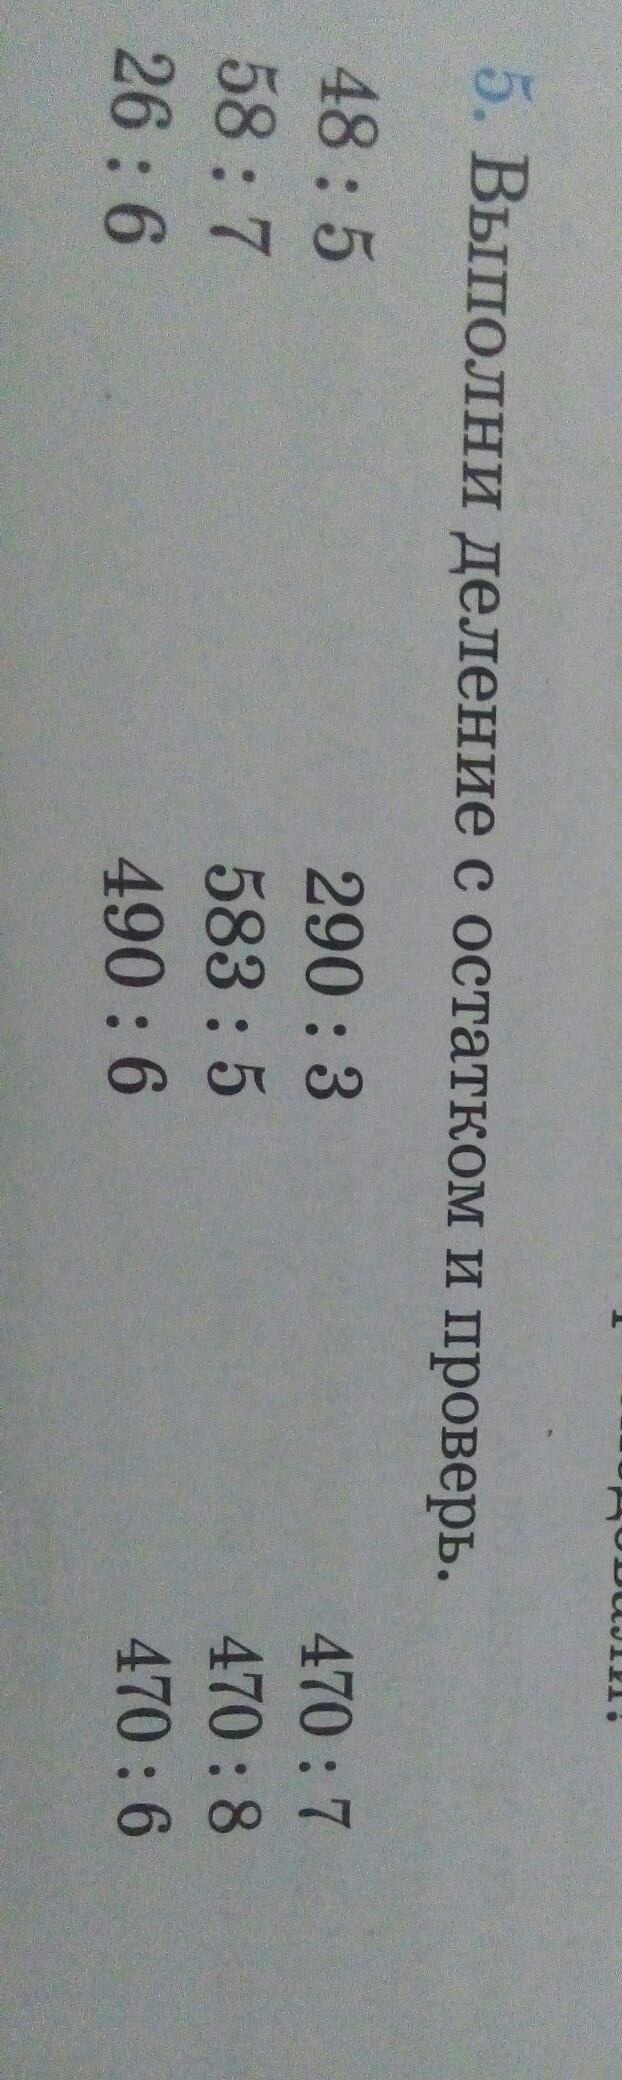 5. Выполни деление с остатком и проверь.
48 : 5 290 : 3 470 : 7
58 : 7 583 : 5 470 : 8
26 : 6 490 : 6 470 : 6